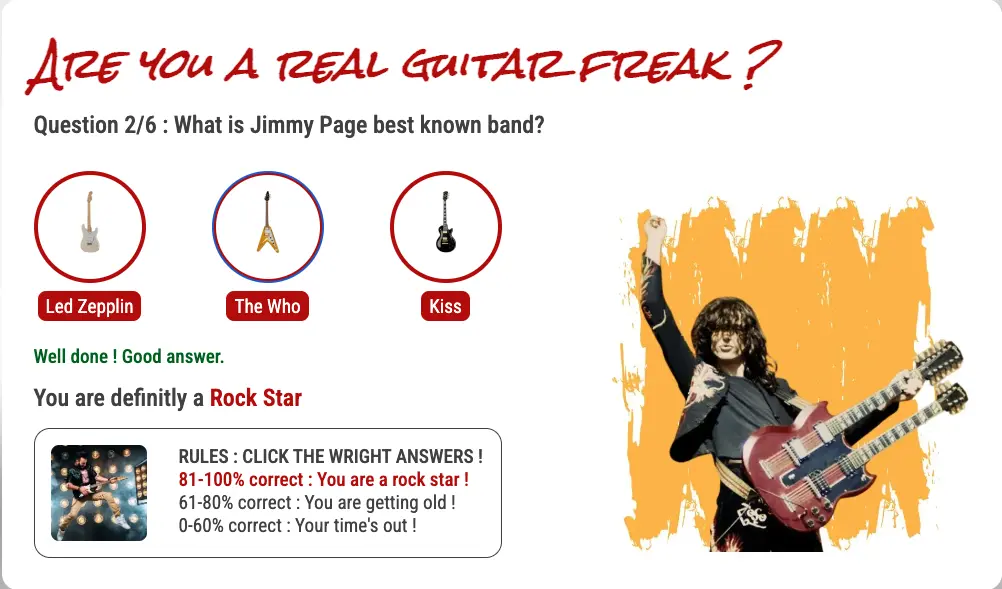 Are you a real guitar freak ?
Question 2/6 : What is Jimmy Page best known band?
Led Zepplin
The Who
Kiss
Well done ! Good answer.
You are definitly a Rock Star
RULES : CLICK THE WRIGHT ANSWERS !
81-100% correct : You are a rock star !
61-80% correct : You are getting old !
0-60% correct : Your time's out !